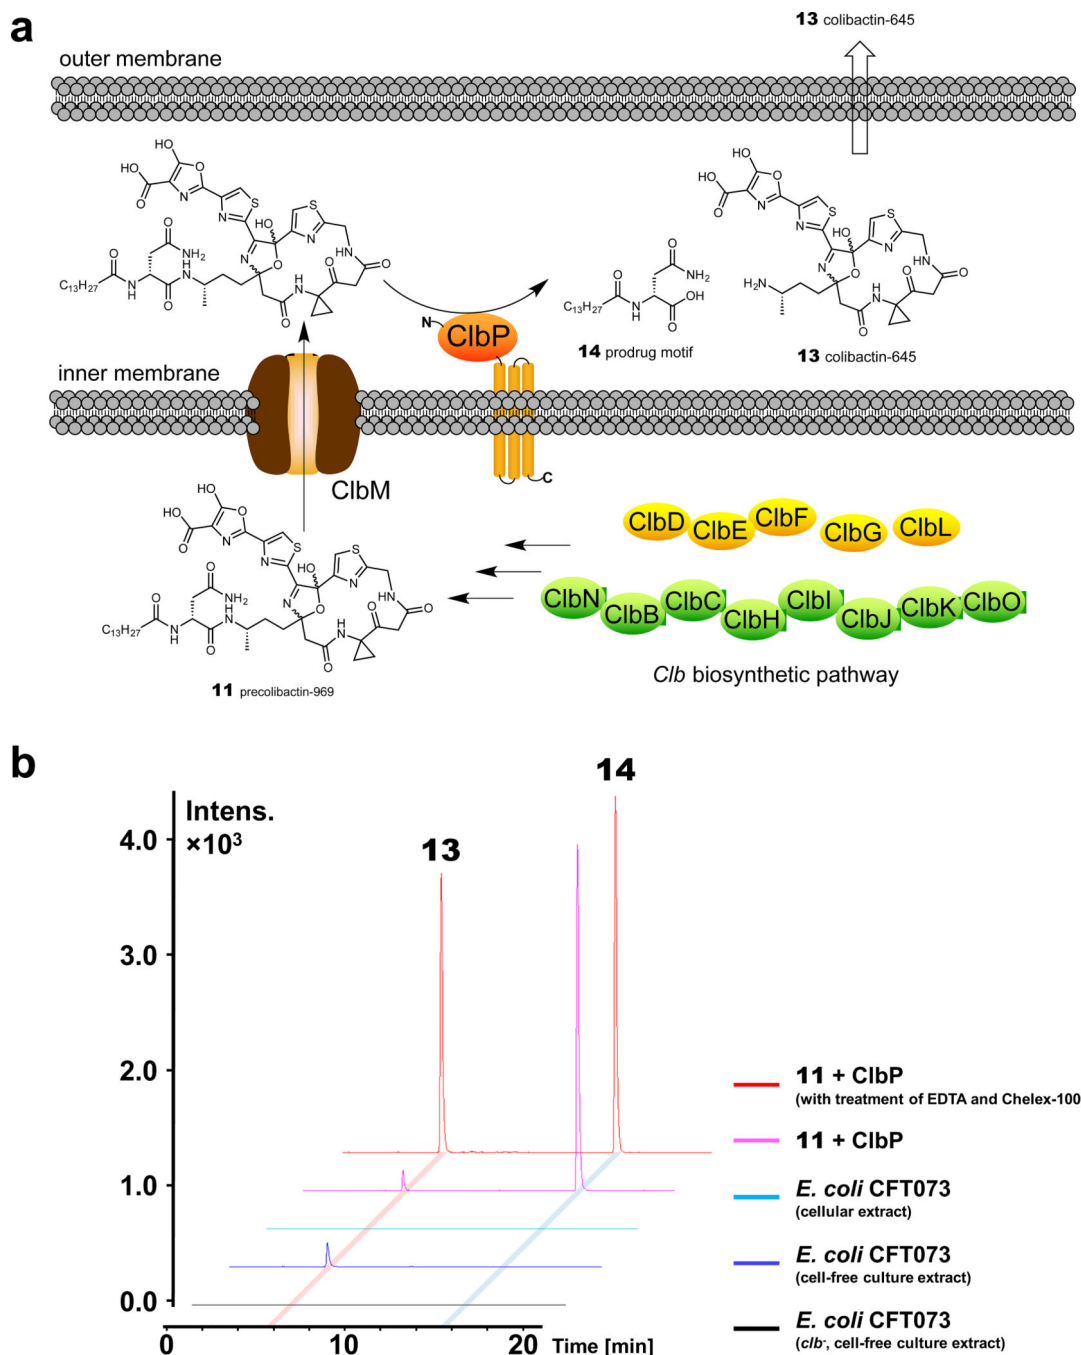 a
13 colibactin-645
outer membrane
HO
HO
O
O
N
S
N
HO
S
N
N
O
NH
O
O
NH2
O
H
N
C13H27
N
H
O
H
N
O
O
NH2
O
OH
C13H27
N
H
O
14 prodrug motif
HO
HO
O
O
N
S
N
HO
S
N
N
O
NH
O
O
H2N
H
N
O
13 colibactin-645
N
ClbP
inner membrane
C
ClbM
HO
HO
O
O
N
S
N
HO
S
N
N
O
NH
O
O
NH2
O
H
N
C13H27
N
H
O
H
N
O
11 precolibactin-969
ClbD
ClbE
ClbF
ClbG
ClbL
ClbN
ClbB
ClbC
ClbH
ClbI
ClbJ
ClbK
ClbO
Clb biosynthetic pathway
b
Intens.
×10³
4.0
3.0
2.0
1.0
0.0
13
14
0
10
20
Time [min]
11 + ClbP
(with treatment of EDTA and Chelex-100
11 + ClbP
E. coli CFT073
(cellular extract)
E. coli CFT073
(cell-free culture extract)
E. coli CFT073
(clb-, cell-free culture extract)